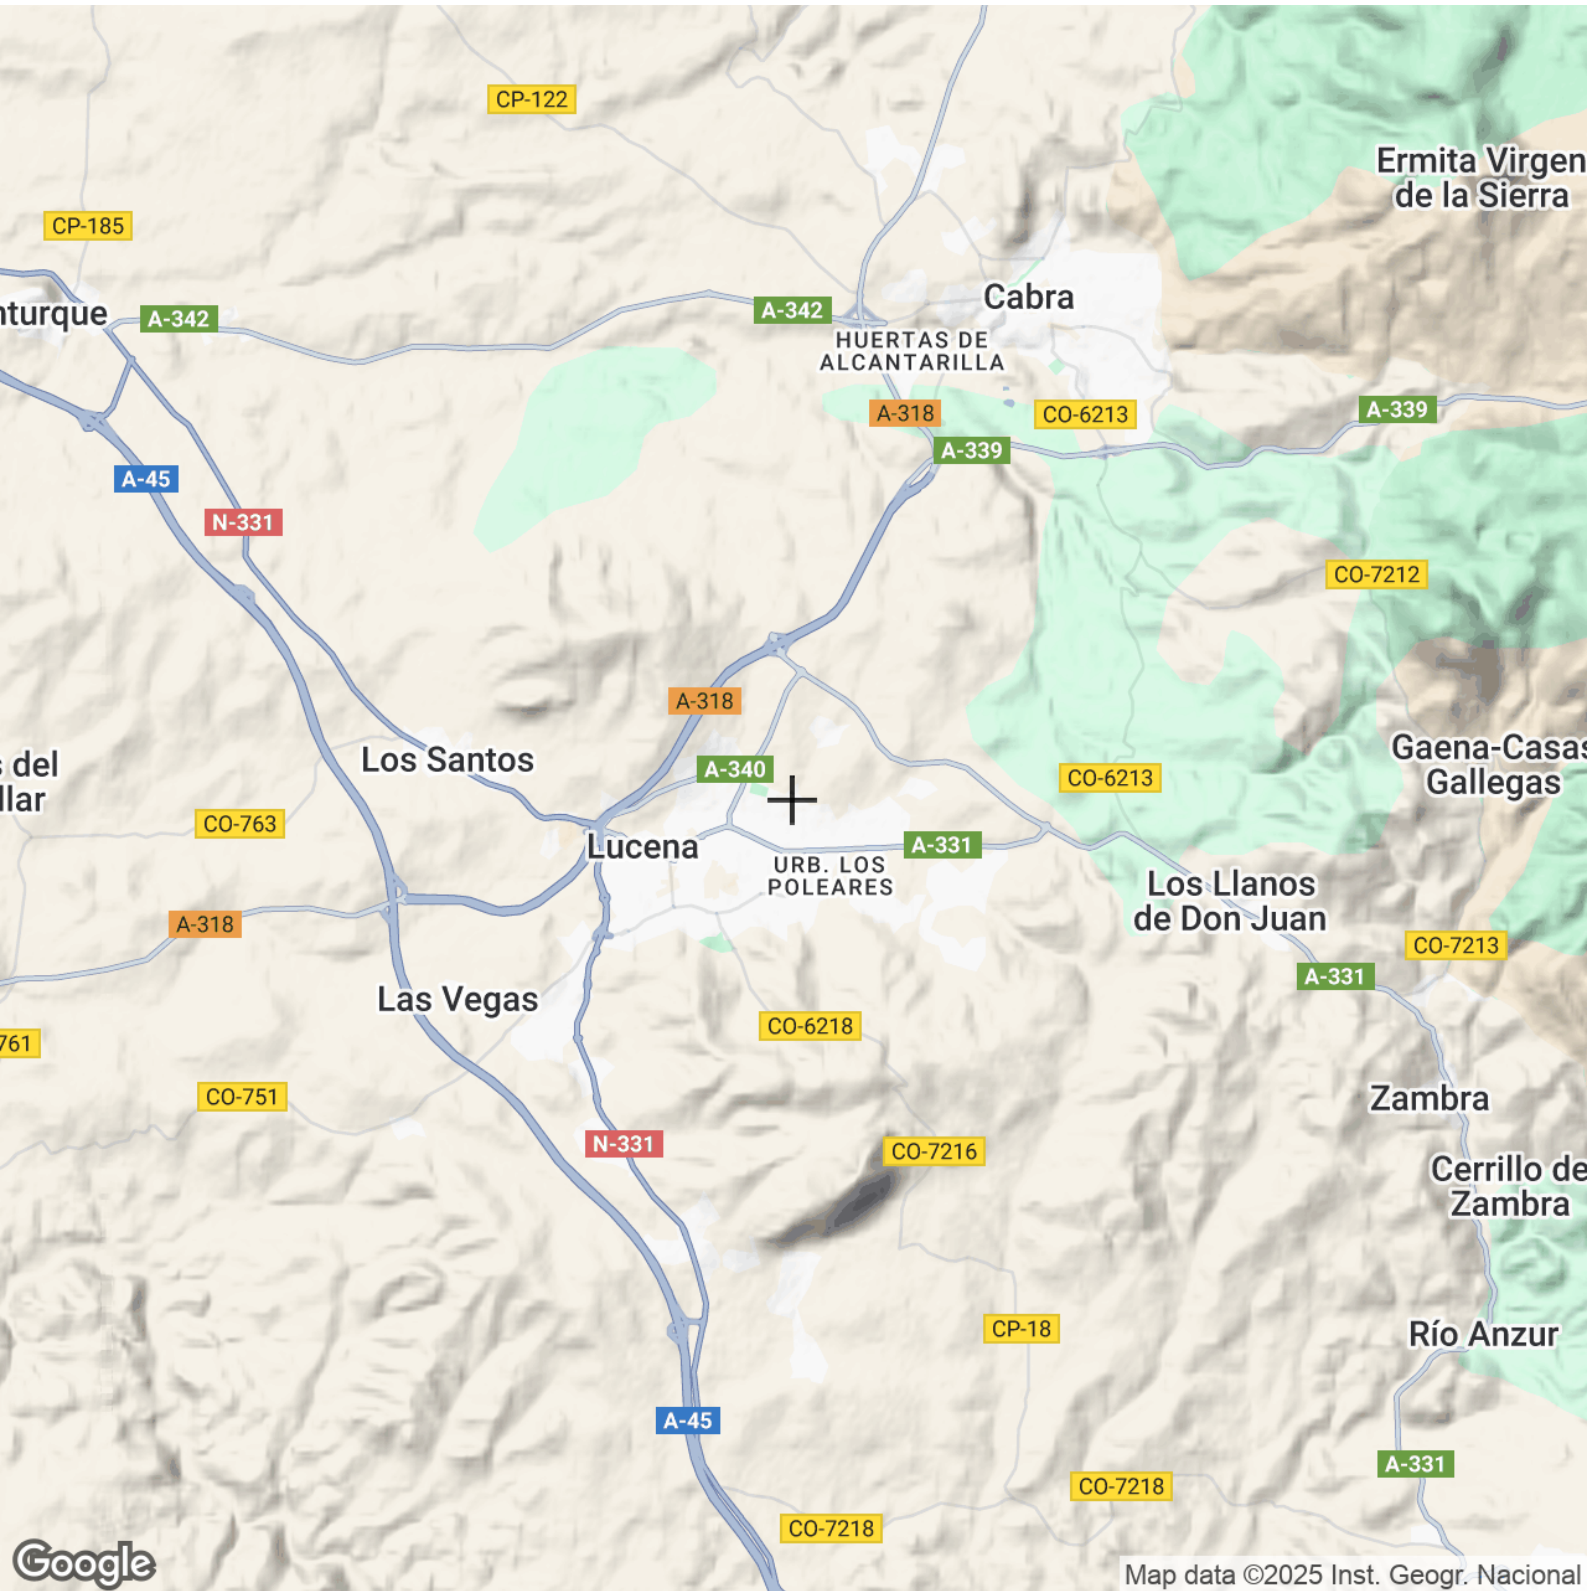 CP-122
Ermita Virgen
de la Sierra
CP-185
Cabra
nturque
A-342
A-342
HUERTAS DE
ALCANTARILLA
A-318
CO-6213
A-339
A-339
A-45
N-331
CO-7212
A-318
Los Santos
A-340
CO-6213
Gaena-Casas
Gallegas
s del
llar
CO-763
Lucena
A-331
URB. LOS
POLEARES
Los Llanos
de Don Juan
A-318
CO-7213
A-331
Las Vegas
CO-6218
761
CO-751
Zambra
N-331
CO-7216
Cerrillo de
Zambra
CP-18
Río Anzur
A-45
A-331
CO-7218
CO-7218
Google
Map data ©2025 Inst. Geogr. Nacional